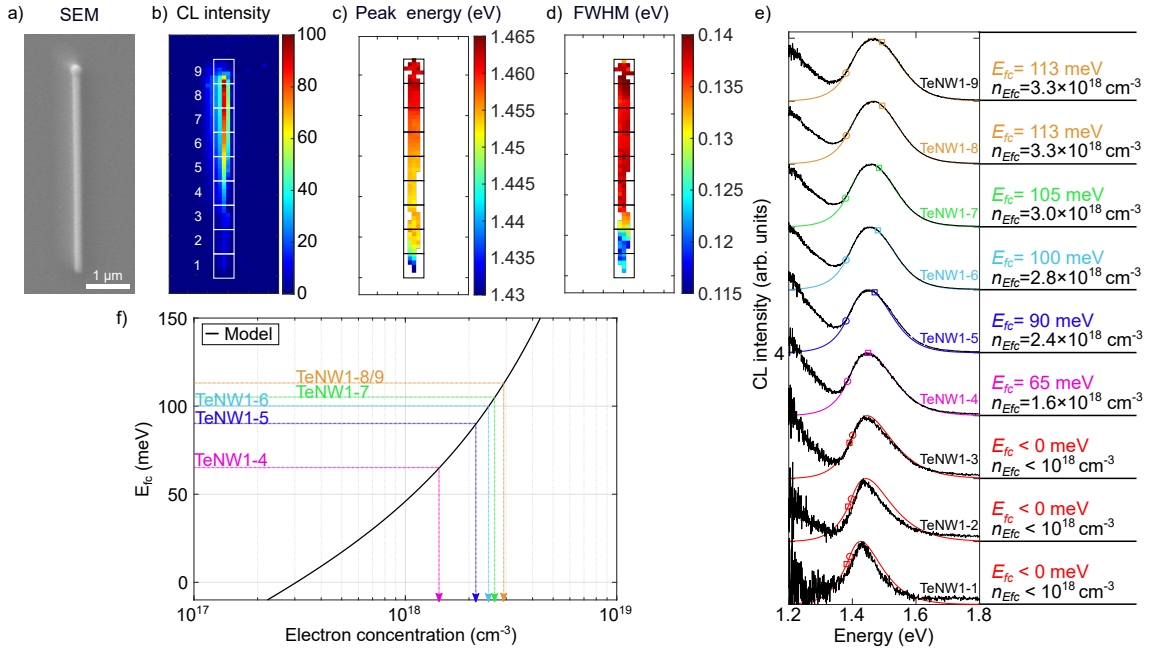 a)
SEM
1 µm
b)
CL intensity
9
8
7
6
5
4
3
2
1
100
80
60
40
20
0
c)
Peak energy (eV)
1.465
1.46
1.455
1.45
1.445
1.44
1.435
1.43
d)
FWHM (eV)
0.14
0.135
0.13
0.125
0.12
0.115
e)
CL intensity (arb. units)
4
TeNW1-9
E_fc = 113 meV
n_Efc=3.3×10^18 cm-3
TeNW1-8
E_fc = 113 meV
n_Efc=3.3×10^18 cm-3
TeNW1-7
E_fc = 105 meV
n_Efc=3.0×10^18 cm-3
TeNW1-6
E_fc = 100 meV
n_Efc=2.8×10^18 cm-3
TeNW1-5
E_fc = 90 meV
n_Efc=2.4×10^18 cm-3
TeNW1-4
E_fc = 65 meV
n_Efc=1.6×10^18 cm-3
TeNW1-3
E_fc < 0 meV
n_Efc < 10^18 cm-3
TeNW1-2
E_fc < 0 meV
n_Efc < 10^18 cm-3
TeNW1-1
E_fc < 0 meV
n_Efc < 10^18 cm-3
1.2 1.4 1.6 1.8
Energy (eV)
f)
Model
E_fc (meV)
150
100
50
0
TeNW1-8/9
TeNW1-7
TeNW1-6
TeNW1-5
TeNW1-4
10^17 10^18 10^19
Electron concentration (cm^-3)